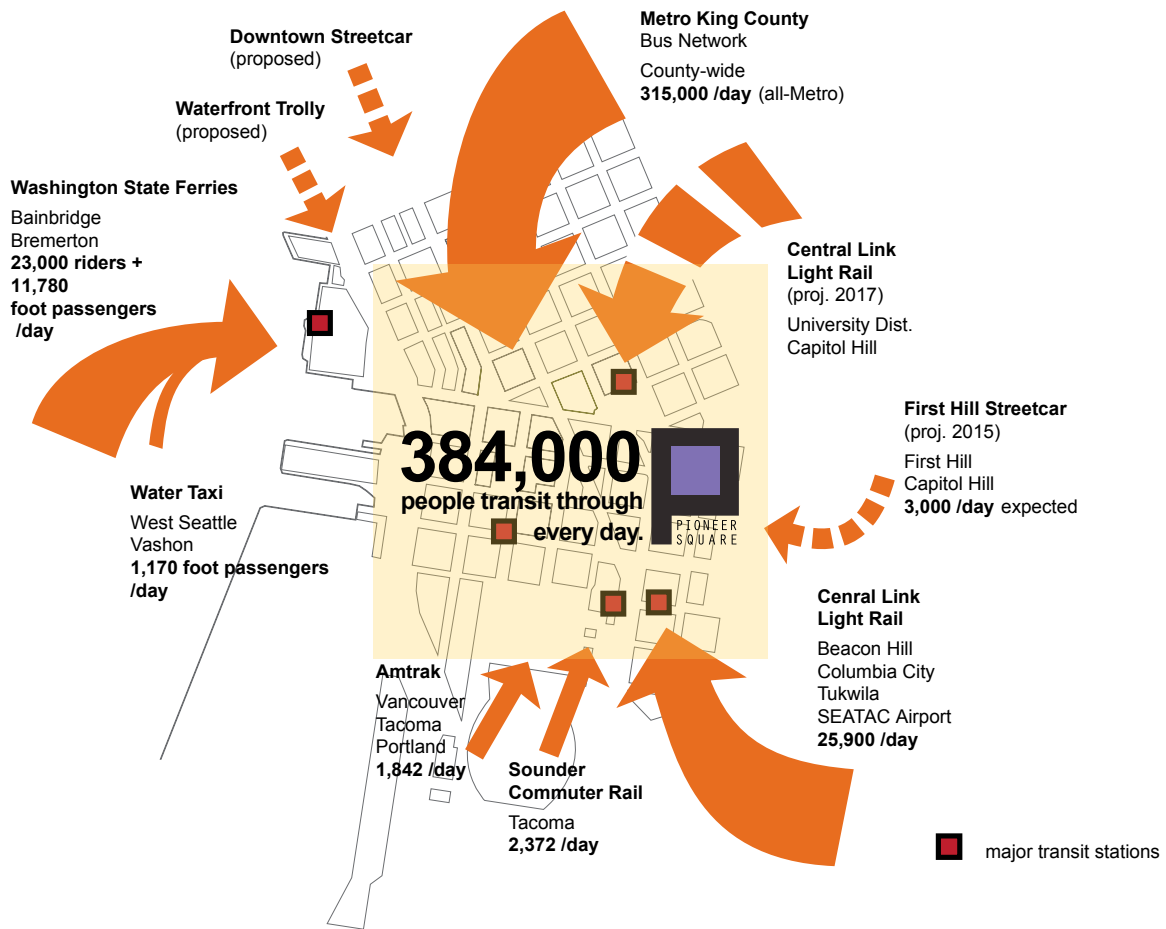 Downtown Streetcar
(proposed)
Waterfront Trolly
(proposed)
Washington State Ferries
Bainbridge
Bremerton
23,000 riders +
11,780
foot passengers
/day
Water Taxi
West Seattle
Vashon
1,170 foot passengers
/day
Metro King County
Bus Network
County-wide
315,000 /day (all-Metro)
Central Link
Light Rail
(proj. 2017)
University Dist.
Capitol Hill
First Hill Streetcar
(proj. 2015)
First Hill
Capitol Hill
3,000 /day expected
384,000
people transit through
every day.
PIONEER
SQUARE
Cenral Link
Light Rail
Beacon Hill
Columbia City
Tukwila
SEATAC Airport
25,900 /day
Amtrak
Vancouver
Tacoma
Portland
1,842 /day
Sounder
Commuter Rail
Tacoma
2,372 /day
major transit stations